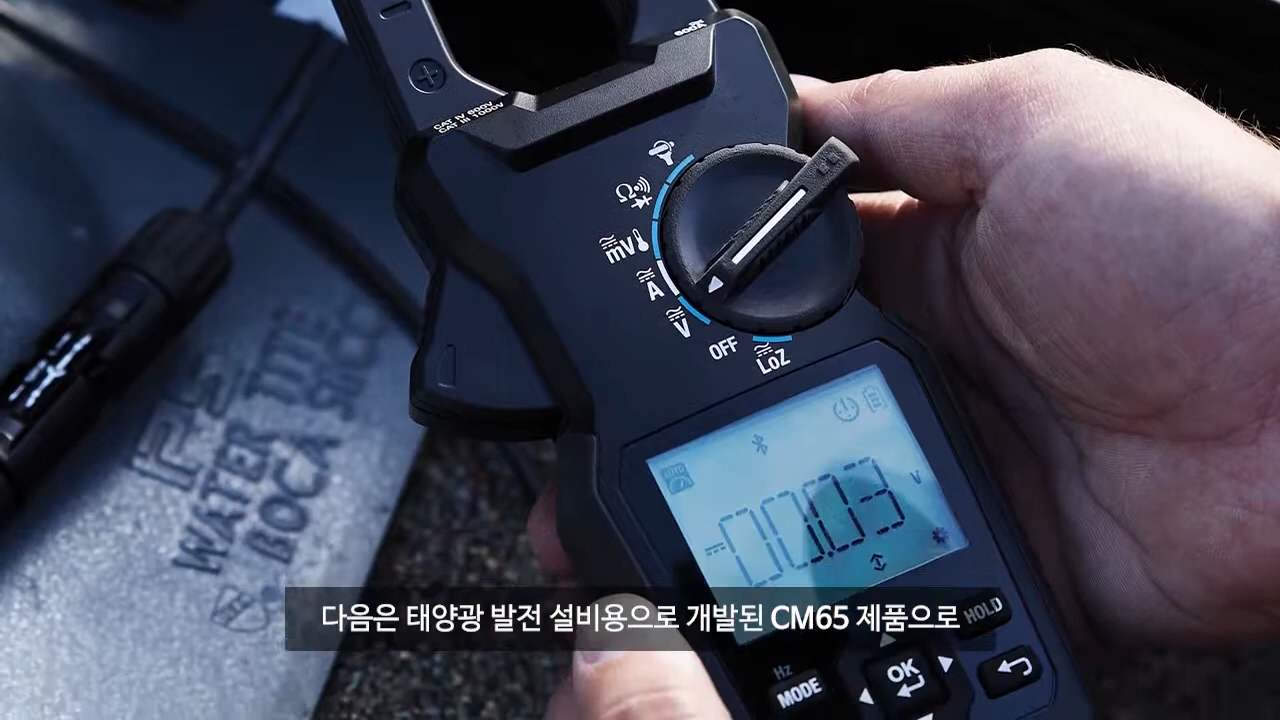 600A
CAT IV 600V
CAT III 1000V
Ω
mV
A
V
OFF
LoZ
-00.03 V
WATER TITE
BOCA
다음은 태양광 발전 설비용으로 개발된 CM65 제품으로
HOLD
Hz
MODE
OK